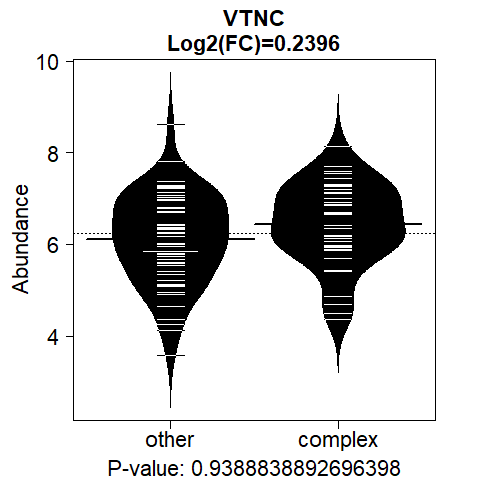 VTNC
Log2(FC)=0.2396
10
8
6
4
Abundance
other complex
P-value: 0.9388838892696398